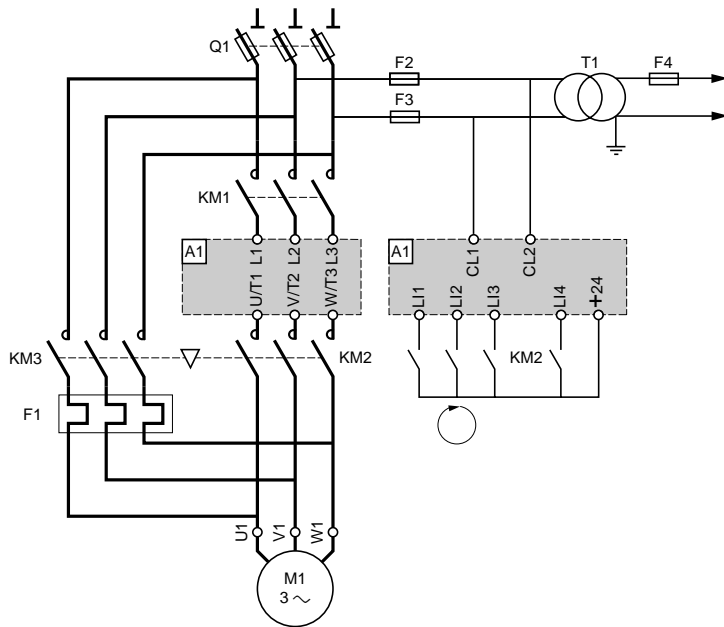 Q1
F2
T1
F4
F3
KM1
A1
L1
L2
L3
U/T1
V/T2
W/T3
A1
CL1
CL2
LI1
LI2
LI3
LI4
+24
KM3
KM2
KM2
F1
U1
V1
W1
M1
3 ~